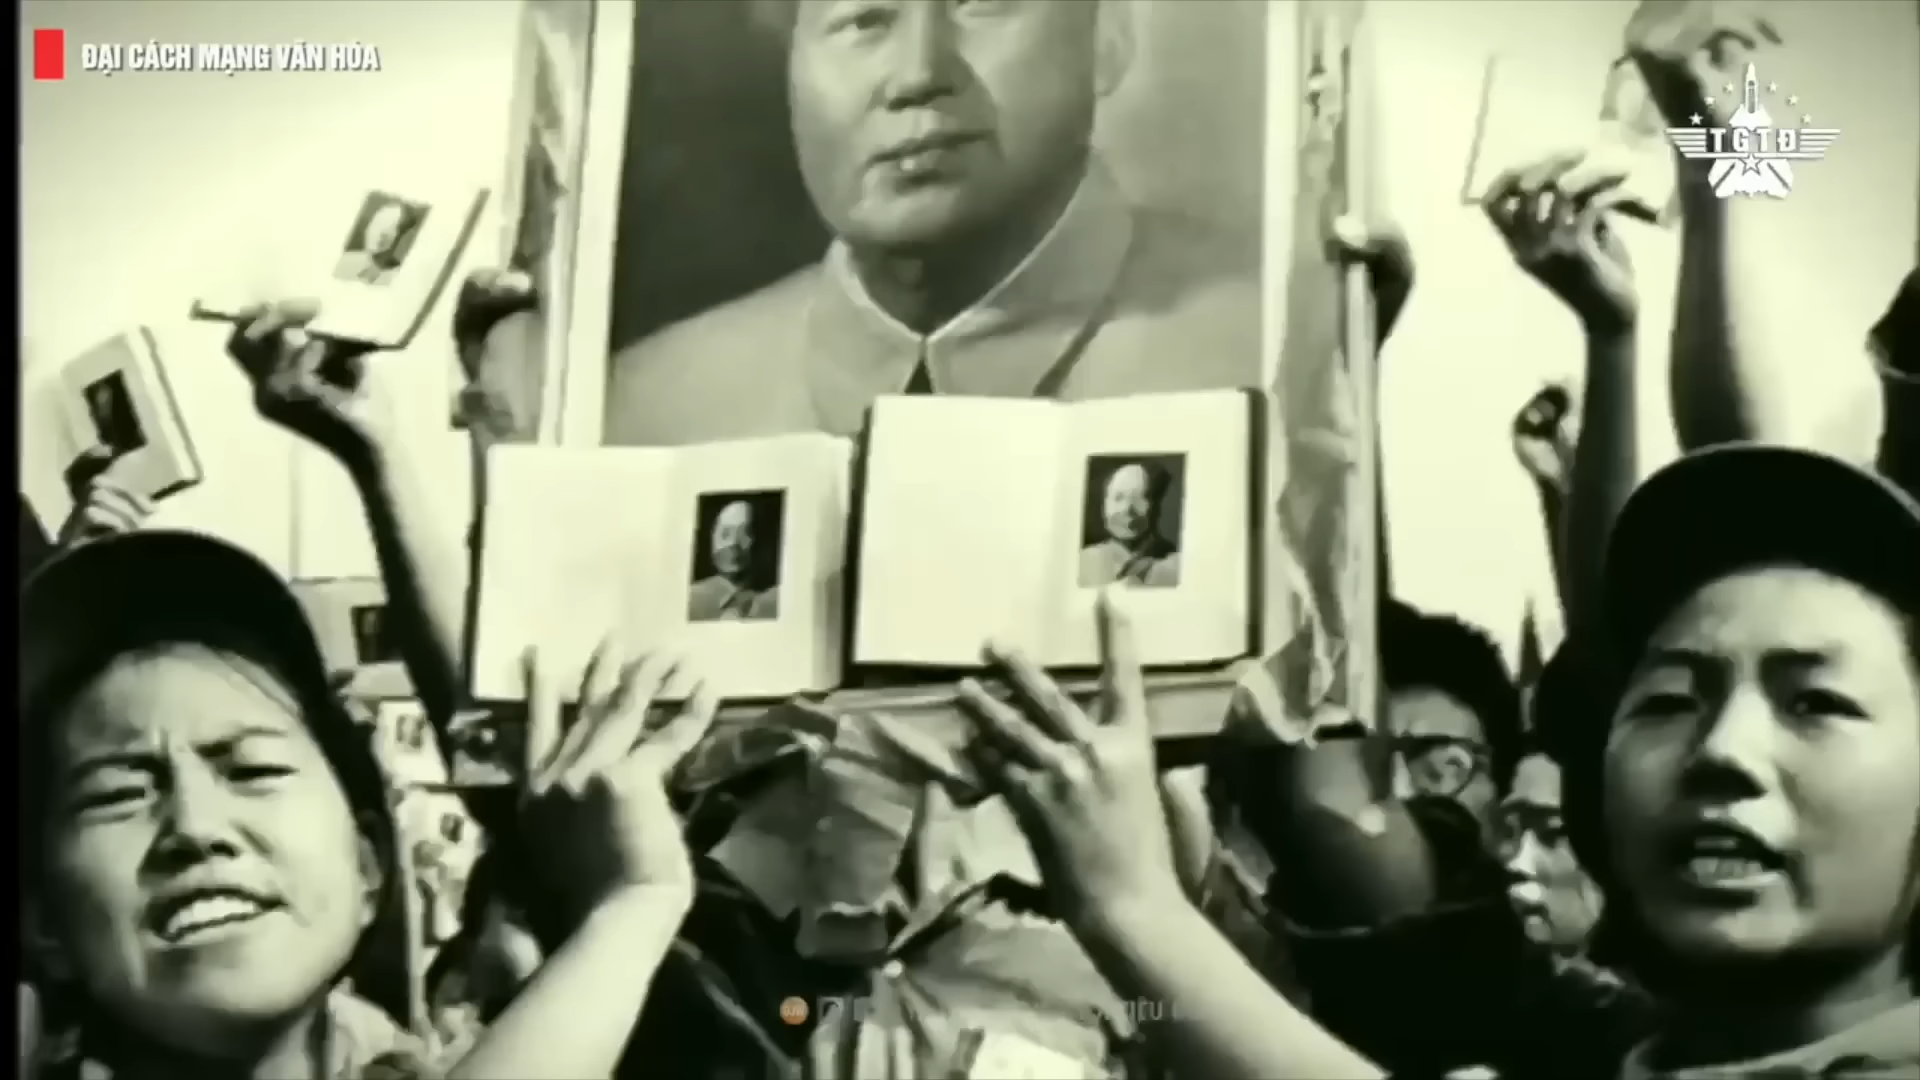 ĐẠI CÁCH MẠNG VĂN HÓA
TGTĐ